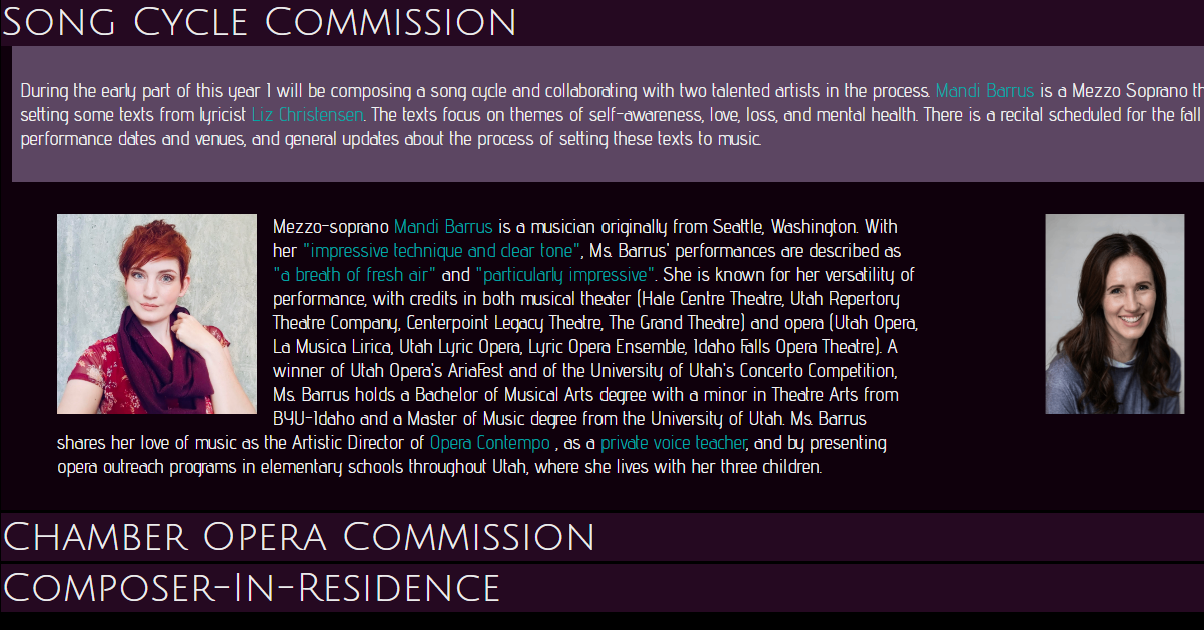 Song Cycle Commission
During the early part of this year I will be composing a song cycle and collaborating with two talented artists in the process. Mandi Barrus is a Mezzo Soprano th
setting some texts from lyricist Liz Christensen. The texts focus on themes of self-awareness, love, loss, and mental health. There is a recital scheduled for the fall
performance dates and venues, and general updates about the process of setting these texts to music.
Mezzo-soprano Mandi Barrus is a musician originally from Seattle, Washington. With
her "impressive technique and clear tone", Ms. Barrus' performances are described as
"a breath of fresh air" and "particularly impressive". She is known for her versatility of
performance, with credits in both musical theater (Hale Centre Theatre, Utah Repertory
Theatre Company, Centerpoint Legacy Theatre, The Grand Theatre) and opera (Utah Opera,
La Musica Lirica, Utah Lyric Opera, Lyric Opera Ensemble, Idaho Falls Opera Theatre). A
winner of Utah Opera's AriaFest and of the University of Utah's Concerto Competition,
Ms. Barrus holds a Bachelor of Musical Arts degree with a minor in Theatre Arts from
BYU-Idaho and a Master of Music degree from the University of Utah. Ms. Barrus
shares her love of music as the Artistic Director of Opera Contempo , as a private voice teacher, and by presenting
opera outreach programs in elementary schools throughout Utah, where she lives with her three children.
Chamber Opera Commission
Composer-In-Residence